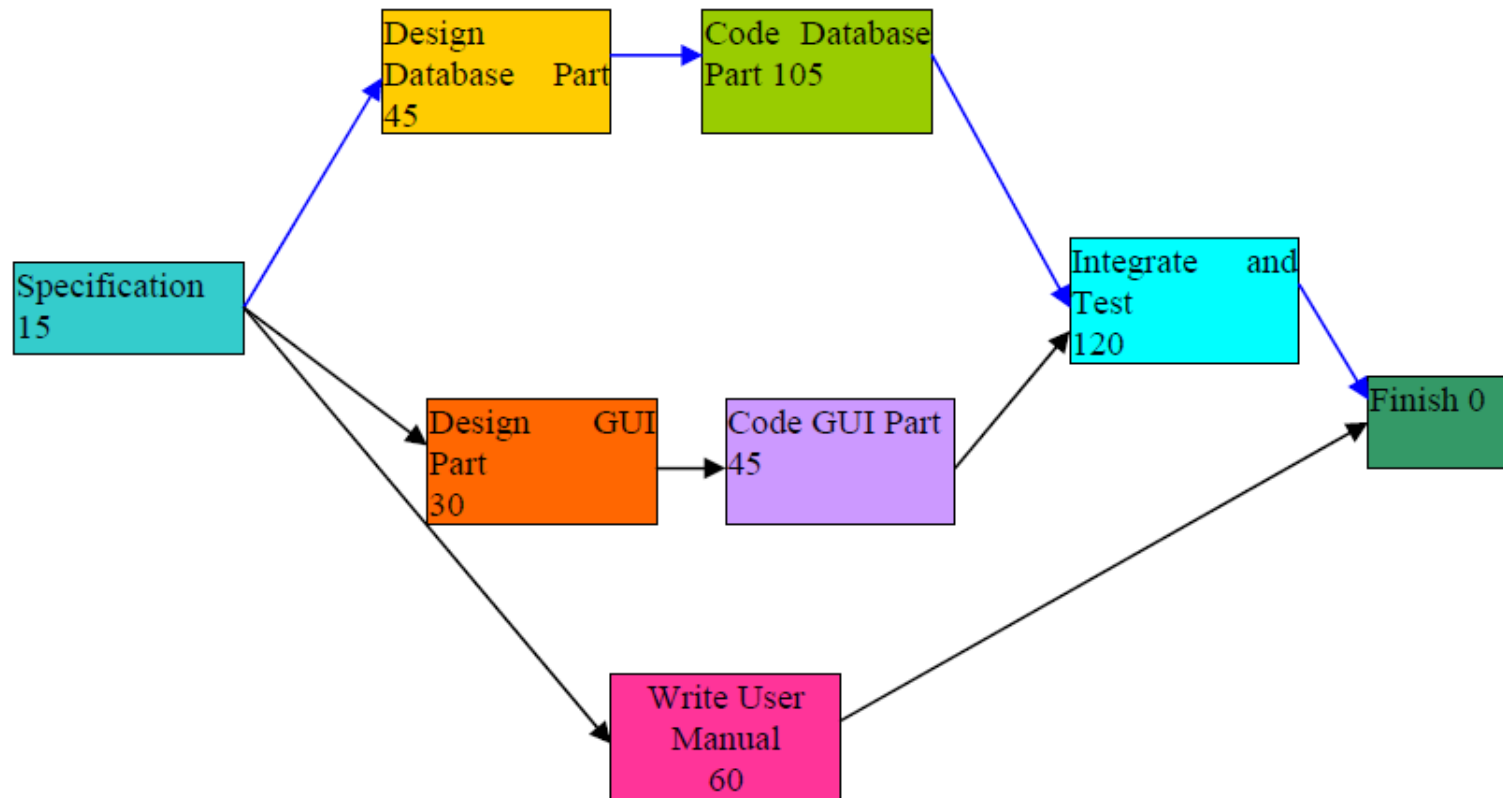 Design
Database Part
45
Code Database
Part 105
Specification
15
Integrate and
Test
120
Design GUI
Part
30
Code GUI Part
45
Finish 0
Write User
Manual
60